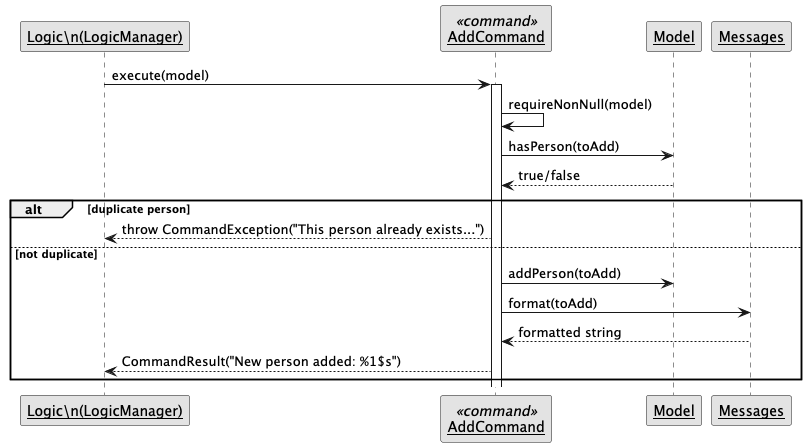 «command»
Logic\n(LogicManager)
AddCommand
Model
Messages
execute(model)
requireNonNull(model)
hasPerson(toAdd)
true/false
alt
[duplicate person]
throw CommandException("This person already exists...")
[not duplicate]
addPerson(toAdd)
format(toAdd)
formatted string
CommandResult("New person added: %1$s")
«command»
Logic\n(LogicManager)
AddCommand
Model
Messages